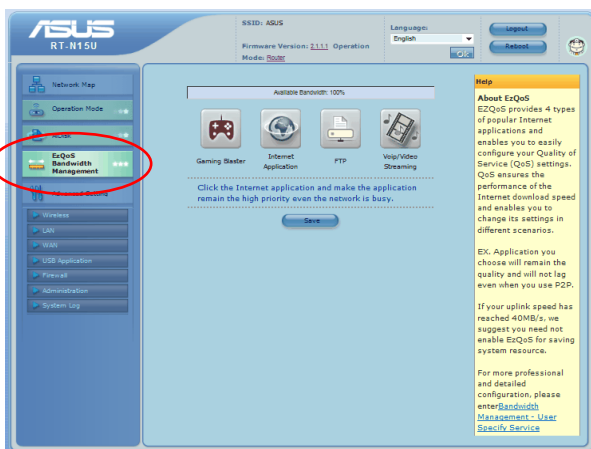 ASUS
RT-N15U
SSID: ASUS
Firmware Version: 2.1.1.1 Operation
Mode: Router
Language:
English
Logout
Reboot
Network Map
Operation Mode
AiDisk
EzQoS
Bandwidth
Management
Advanced Setting
Wireless
LAN
WAN
USB Application
Firewall
Administration
System Log
Available Bandwidth: 100%
Gaming Blaster
Internet
Application
FTP
Voip/Video
Streaming
Click the Internet application and make the application
remain the high priority even the network is busy.
Save
Help
About EzQoS
EZQoS provides 4 types
of popular Internet
applications and
enables you to easily
configure your Quality of
Service (QoS) settings.
QoS ensures the
performance of the
Internet download speed
and enables you to
change its settings in
different scenarios.
EX. Application you
choose will remain the
quality and will not lag
even when you use P2P.
If your uplink speed has
reached 40MB/s, we
suggest you need not
enable EzQoS for saving
system resource.
For more professional
and detailed
configuration, please
enterBandwidth
Management - User
Specify Service